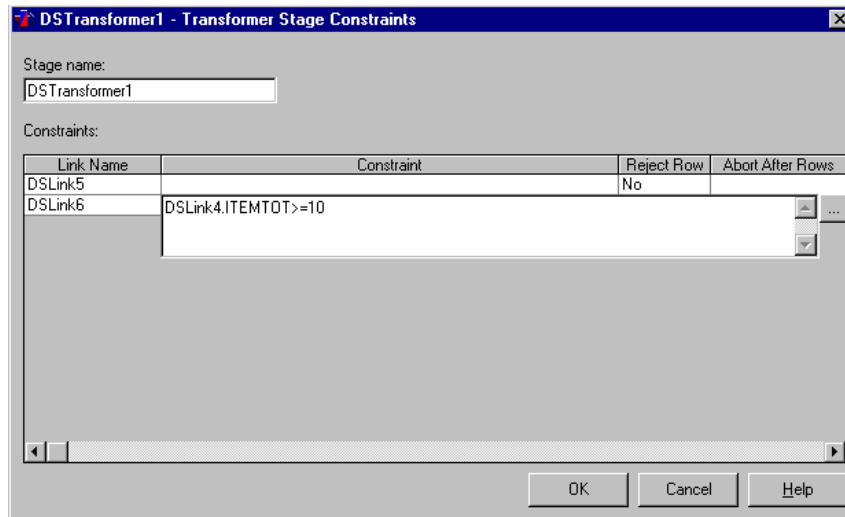 DSTransformer1 - Transformer Stage Constraints
Stage name:
DSTransformer1
Constraints:
Link Name Constraint Reject Row Abort After Rows
DSLink5 No
DSLink6 DSLink4.ITEMTOT>=10 ...
OK Cancel Help